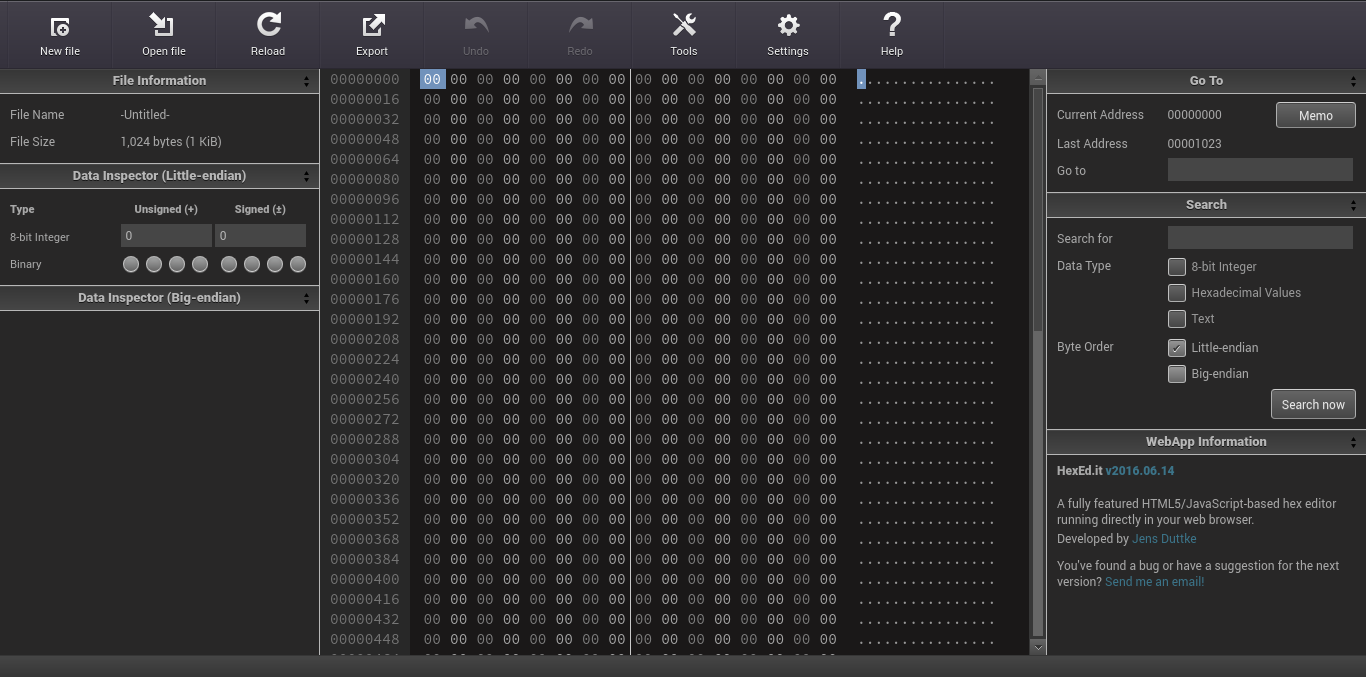 New file Open file Reload Export Undo Redo Tools Settings Help
File Information
File Name -Untitled-
File Size 1,024 bytes (1 KiB)
Data Inspector (Little-endian)
Type Unsigned (+) Signed (±)
8-bit Integer 0 0
Binary
Data Inspector (Big-endian)
00000000 00 00 00 00 00 00 00 00 00 00 00 00 00 00 00 00 ................
00000016 00 00 00 00 00 00 00 00 00 00 00 00 00 00 00 00 ................
00000032 00 00 00 00 00 00 00 00 00 00 00 00 00 00 00 00 ................
00000048 00 00 00 00 00 00 00 00 00 00 00 00 00 00 00 00 ................
00000064 00 00 00 00 00 00 00 00 00 00 00 00 00 00 00 00 ................
00000080 00 00 00 00 00 00 00 00 00 00 00 00 00 00 00 00 ................
00000096 00 00 00 00 00 00 00 00 00 00 00 00 00 00 00 00 ................
00000112 00 00 00 00 00 00 00 00 00 00 00 00 00 00 00 00 ................
00000128 00 00 00 00 00 00 00 00 00 00 00 00 00 00 00 00 ................
00000144 00 00 00 00 00 00 00 00 00 00 00 00 00 00 00 00 ................
00000160 00 00 00 00 00 00 00 00 00 00 00 00 00 00 00 00 ................
00000176 00 00 00 00 00 00 00 00 00 00 00 00 00 00 00 00 ................
00000192 00 00 00 00 00 00 00 00 00 00 00 00 00 00 00 00 ................
00000208 00 00 00 00 00 00 00 00 00 00 00 00 00 00 00 00 ................
00000224 00 00 00 00 00 00 00 00 00 00 00 00 00 00 00 00 ................
00000240 00 00 00 00 00 00 00 00 00 00 00 00 00 00 00 00 ................
00000256 00 00 00 00 00 00 00 00 00 00 00 00 00 00 00 00 ................
00000272 00 00 00 00 00 00 00 00 00 00 00 00 00 00 00 00 ................
00000288 00 00 00 00 00 00 00 00 00 00 00 00 00 00 00 00 ................
00000304 00 00 00 00 00 00 00 00 00 00 00 00 00 00 00 00 ................
00000320 00 00 00 00 00 00 00 00 00 00 00 00 00 00 00 00 ................
00000336 00 00 00 00 00 00 00 00 00 00 00 00 00 00 00 00 ................
00000352 00 00 00 00 00 00 00 00 00 00 00 00 00 00 00 00 ................
00000368 00 00 00 00 00 00 00 00 00 00 00 00 00 00 00 00 ................
00000384 00 00 00 00 00 00 00 00 00 00 00 00 00 00 00 00 ................
00000400 00 00 00 00 00 00 00 00 00 00 00 00 00 00 00 00 ................
00000416 00 00 00 00 00 00 00 00 00 00 00 00 00 00 00 00 ................
00000432 00 00 00 00 00 00 00 00 00 00 00 00 00 00 00 00 ................
00000448 00 00 00 00 00 00 00 00 00 00 00 00 00 00 00 00 ................
Go To
Current Address 00000000 Memo
Last Address 00001023
Go to
Search
Search for
Data Type 8-bit Integer
Hexadecimal Values
Text
Byte Order Little-endian
Big-endian
Search now
WebApp Information
HexEd.it v2016.06.14
A fully featured HTML5/JavaScript-based hex editor
running directly in your web browser.
Developed by Jens Duttke
You've found a bug or have a suggestion for the next
version? Send me an email!